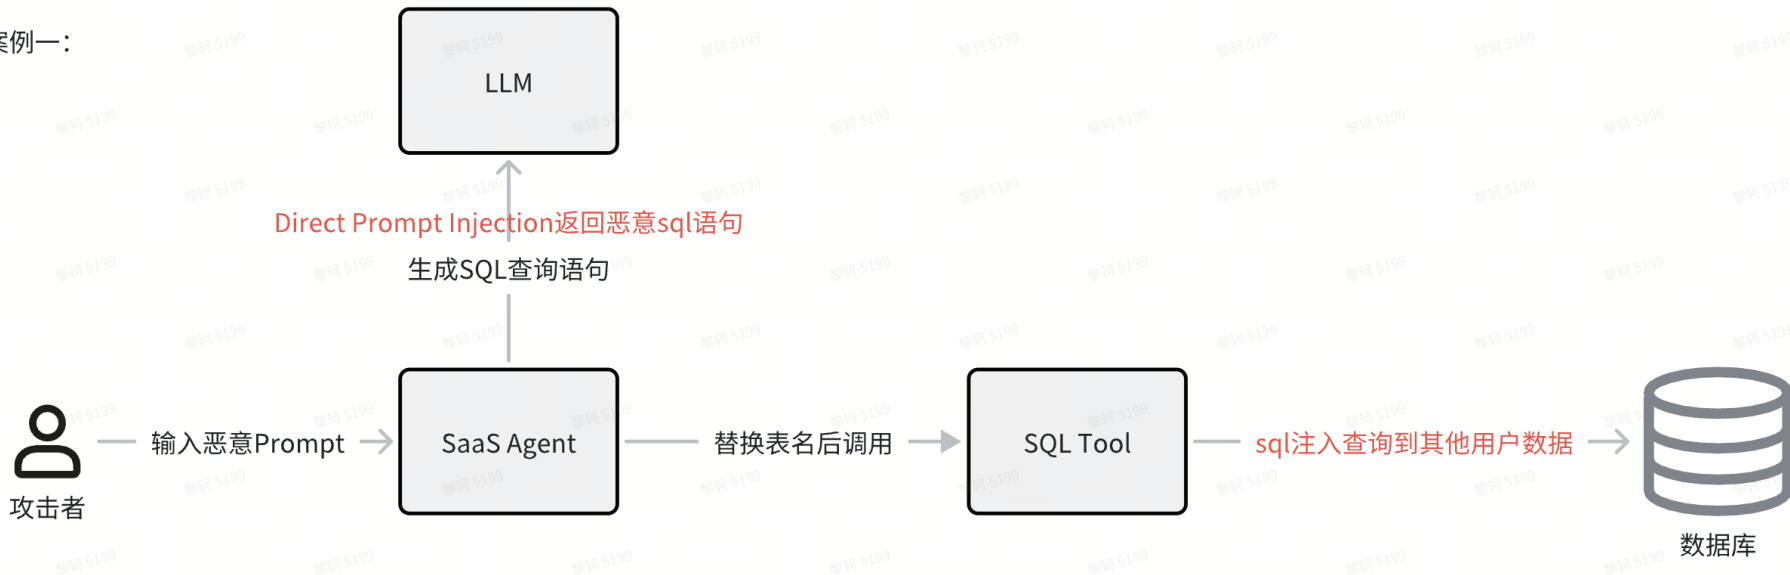 案例一：
LLM
Direct Prompt Injection返回恶意sql语句
生成SQL查询语句
输入恶意Prompt
SaaS Agent
替换表名后调用
SQL Tool
sql注入查询到其他用户数据
攻击者
数据库
黎轲 5199